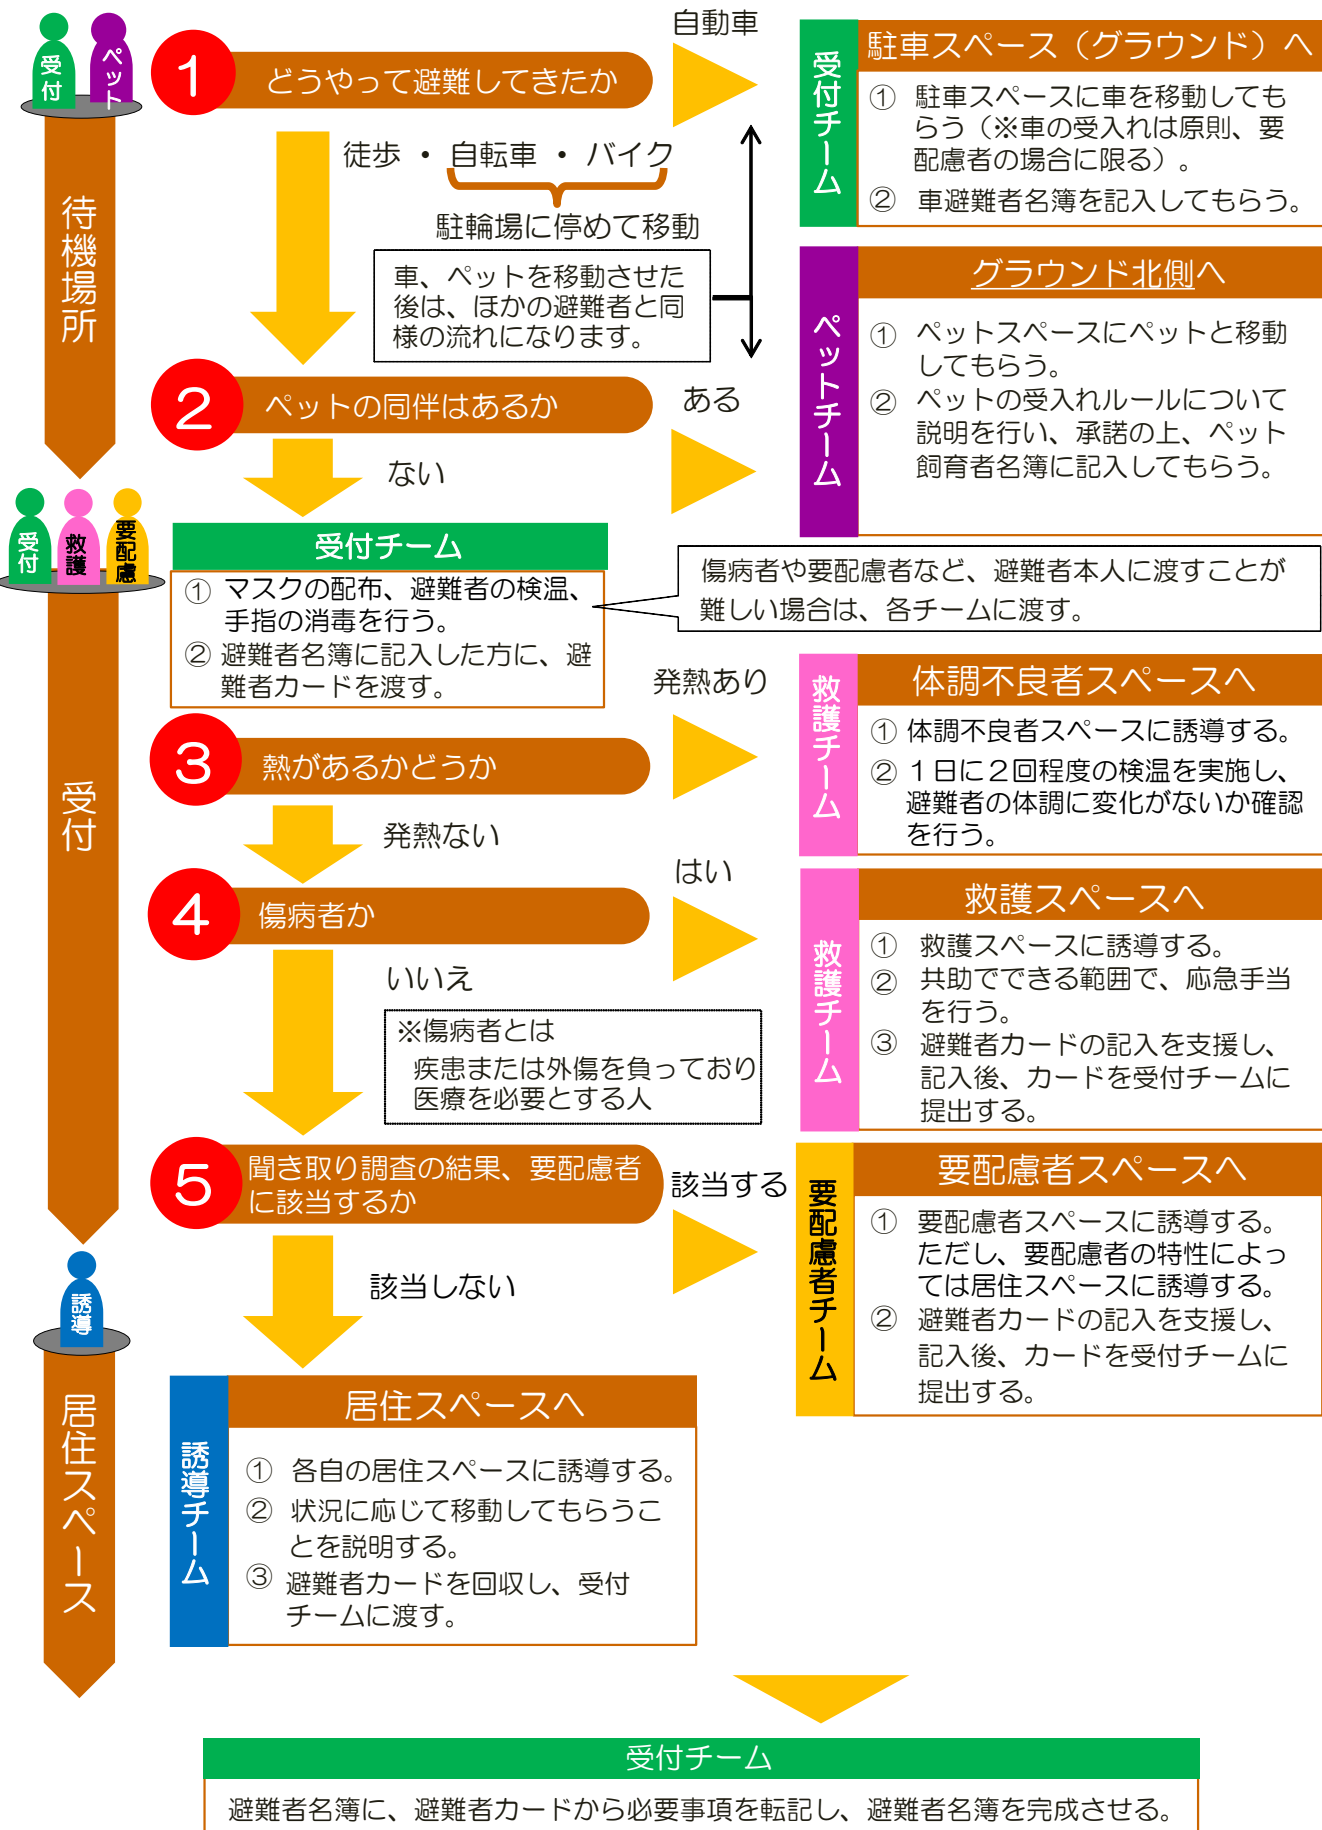 受付
ペット
待機場所
1
どうやって避難してきたか
自動車
徒歩 ・ 自転車 ・ バイク
駐輪場に停めて移動
車、ペットを移動させた
後は、ほかの避難者と同
様の流れになります。
受付チーム
駐車スペース（グラウンド）へ
① 駐車スペースに車を移動しても
らう（※車の受入れは原則、要
配慮者の場合に限る）。
② 車避難者名簿を記入してもらう。
2
ペットの同伴はあるか
ある
ない
ペットチーム
グラウンド北側へ
① ペットスペースにペットと移動
してもらう。
② ペットの受入れルールについて
説明を行い、承諾の上、ペット
飼育者名簿に記入してもらう。
受付
救護
要配慮
受付
受付チーム
① マスクの配布、避難者の検温、
手指の消毒を行う。
② 避難者名簿に記入した方に、避
難者カードを渡す。
傷病者や要配慮者など、避難者本人に渡すことが
難しい場合は、各チームに渡す。
3
熱があるかどうか
発熱あり
発熱ない
救護チーム
体調不良者スペースへ
① 体調不良者スペースに誘導する。
② １日に２回程度の検温を実施し、
避難者の体調に変化がないか確認
を行う。
4
傷病者か
はい
いいえ
※傷病者とは
疾患または外傷を負っており
医療を必要とする人
救護チーム
救護スペースへ
① 救護スペースに誘導する。
② 共助でできる範囲で、応急手当
を行う。
③ 避難者カードの記入を支援し、
記入後、カードを受付チームに
提出する。
5
聞き取り調査の結果、要配慮者
に該当するか
該当する
該当しない
要配慮者チーム
要配慮者スペースへ
① 要配慮者スペースに誘導する。
ただし、要配慮者の特性によっ
ては居住スペースに誘導する。
② 避難者カードの記入を支援し、
記入後、カードを受付チームに
提出する。
誘導
居住スペース
誘導チーム
居住スペースへ
① 各自の居住スペースに誘導する。
② 状況に応じて移動してもらうこ
とを説明する。
③ 避難者カードを回収し、受付
チームに渡す。
受付チーム
避難者名簿に、避難者カードから必要事項を転記し、避難者名簿を完成させる。